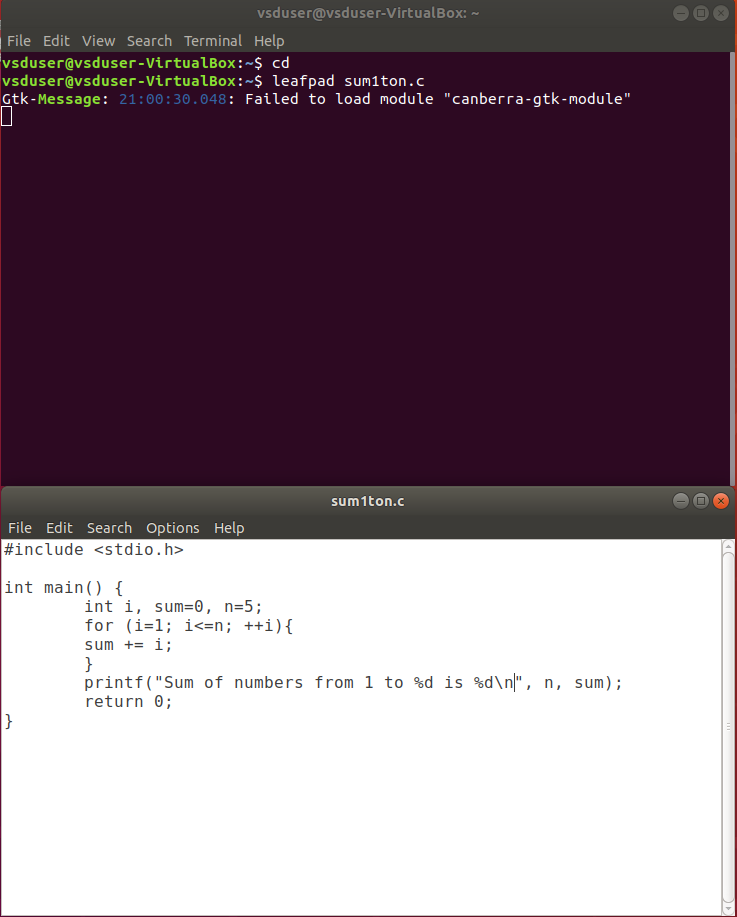 vsduser@vsduser-VirtualBox: ~
File Edit View Search Terminal Help
vsduser@vsduser-VirtualBox:~$ cd
vsduser@vsduser-VirtualBox:~$ leafpad sum1ton.c
Gtk-Message: 21:00:30.048: Failed to load module "canberra-gtk-module"
sum1ton.c
File Edit Search Options Help
#include <stdio.h>

int main() {
        int i, sum=0, n=5;
        for (i=1; i<=n; ++i){
        sum += i;
        }
        printf("Sum of numbers from 1 to %d is %d\n", n, sum);
        return 0;
}